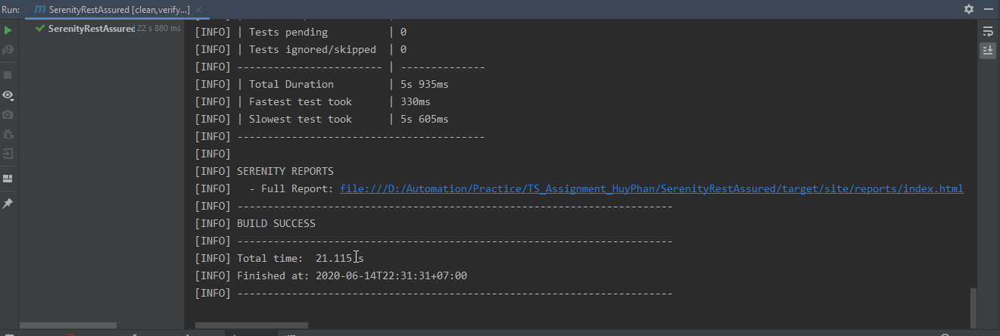 Run: SerenityRestAssured [clean,verify...] ×
SerenityRestAssured 22 s 880 ms
[INFO] | Tests pending | 0
[INFO] | Tests ignored/skipped | 0
[INFO] ------------------------ | --------------
[INFO] | Total Duration | 5s 935ms
[INFO] | Fastest test took | 330ms
[INFO] | Slowest test took | 5s 605ms
[INFO] -----------------------------------------
[INFO]
[INFO] SERENITY REPORTS
[INFO] - Full Report: file:///D:/Automation/Practice/TS_Assignment_HuyPhan/SerenityRestAssured/target/site/reports/index.html
[INFO] ------------------------------------------------------------------------
[INFO] BUILD SUCCESS
[INFO] ------------------------------------------------------------------------
[INFO] Total time: 21.115 s
[INFO] Finished at: 2020-06-14T22:31:31+07:00
[INFO] ------------------------------------------------------------------------